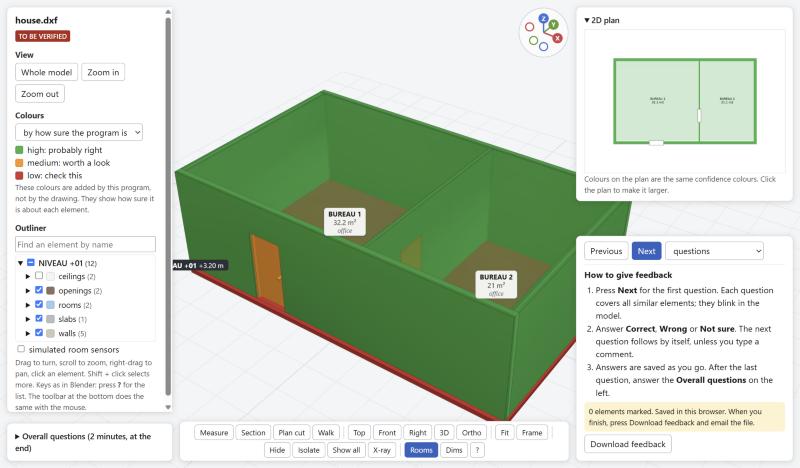 house.dxf
TO BE VERIFIED
View
Whole model
Zoom in
Zoom out
Colours
by how sure the program is
high: probably right
medium: worth a look
low: check this
These colours are added by this program,
not by the drawing. They show how sure it
is about each element.
Outliner
Find an element by name
NIVEAU +01 (12)
ceilings (2)
openings (2)
rooms (2)
slabs (1)
walls (5)
simulated room sensors
Drag to turn, scroll to zoom, right-drag to
pan, click an element. Shift + click selects
more. Keys as in Blender: press ? for the
list. The toolbar at the bottom does the
same with the mouse.
Overall questions (2 minutes, at the
end)
Z
Y
X
BUREAU 1
32.2 m²
office
AU +01 +3.20 m
BUREAU 2
21 m²
office
Measure
Section
Plan cut
Walk
Top
Front
Right
3D
Ortho
Fit
Frame
Hide
Isolate
Show all
X-ray
Rooms
Dims
?
2D plan
BUREAU 1
BUREAU 2
Colours on the plan are the same confidence colours. Click
the plan to make it larger.
Previous
Next
questions
How to give feedback
1. Press Next for the first question. Each question
covers all similar elements; they blink in the
model.
2. Answer Correct, Wrong or Not sure. The next
question follows by itself, unless you type a
comment.
3. Answers are saved as you go. After the last
question, answer the Overall questions on the
left.
0 elements marked. Saved in this browser. When you
finish, press Download feedback and email the file.
Download feedback